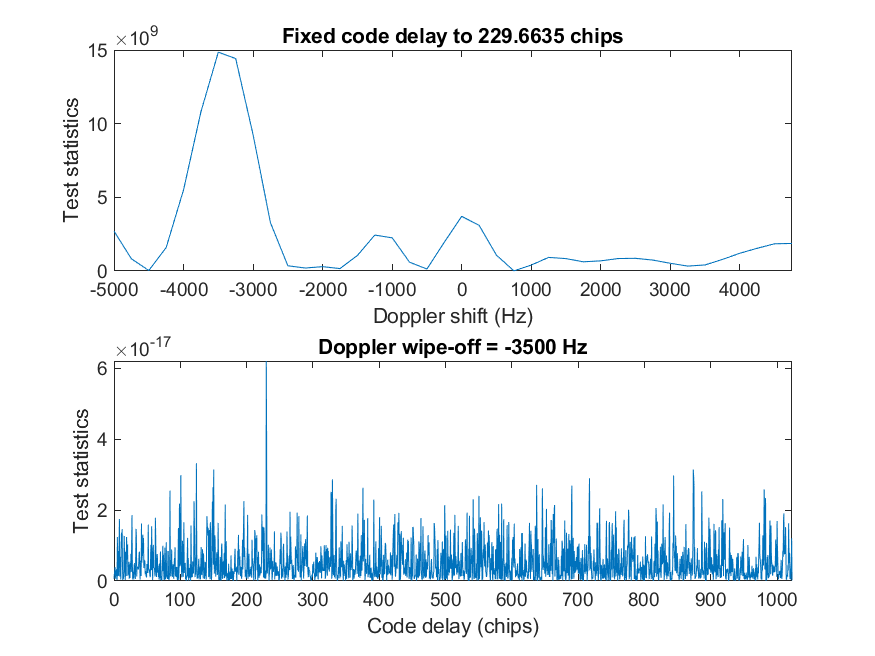 ×10^9
Fixed code delay to 229.6635 chips
15
10
5
0
Test statistics
-5000 -4000 -3000 -2000 -1000 0 1000 2000 3000 4000
Doppler shift (Hz)
×10^-17
Doppler wipe-off = -3500 Hz
6
4
2
0
Test statistics
0 100 200 300 400 500 600 700 800 900 1000
Code delay (chips)